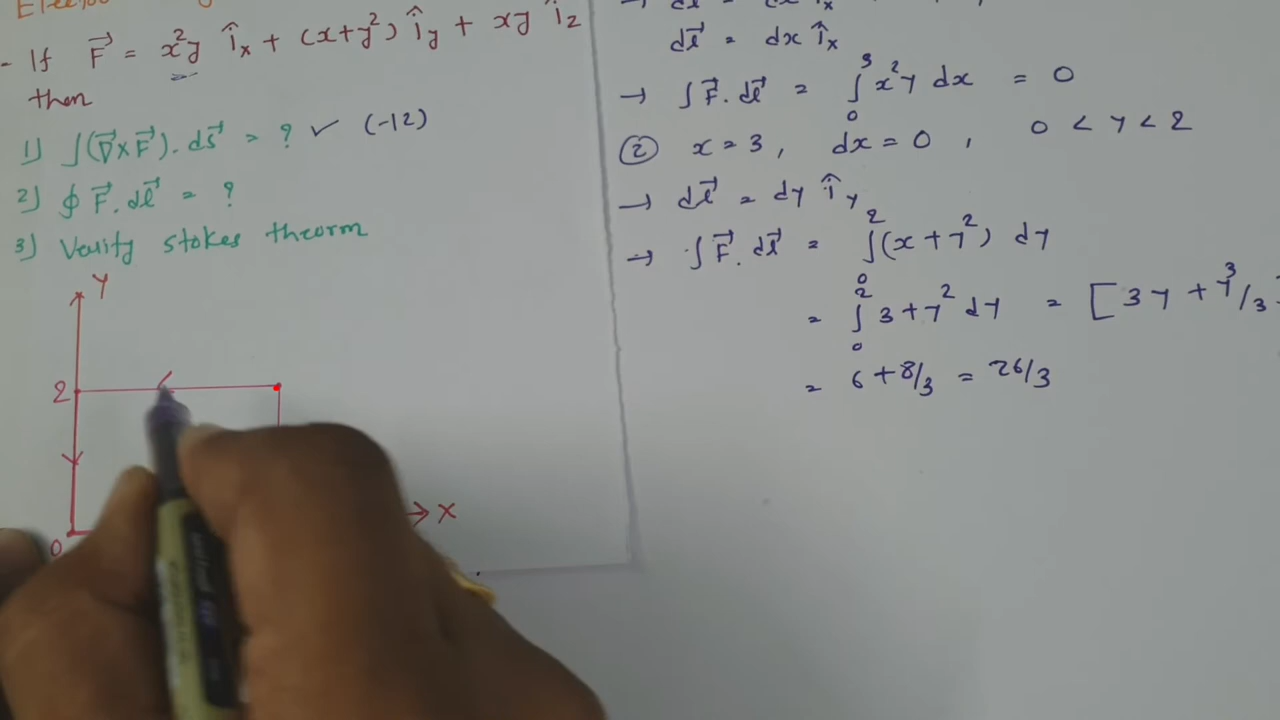 - If F⃗ = x²y îx + (x+y²) îy + xy îz
then
1) ∫(∇⃗×F⃗). ds⃗ = ? ✓ (-12)
2) ∮ F⃗. dl⃗ = ?
3) Verify stokes theorm
Y
2
0
→ X
dl⃗ = dx îx
→ ∫F⃗. dl⃗ = ∫₀³ x²y dx = 0
② x = 3, dx = 0, 0 < y < 2
→ dl⃗ = dy îy
→ ∫F⃗. dl⃗ = ∫₀² (x + y²) dy
= ∫₀² 3 + y² dy = [ 3y + y³/3
= 6 + 8/3 = 26/3